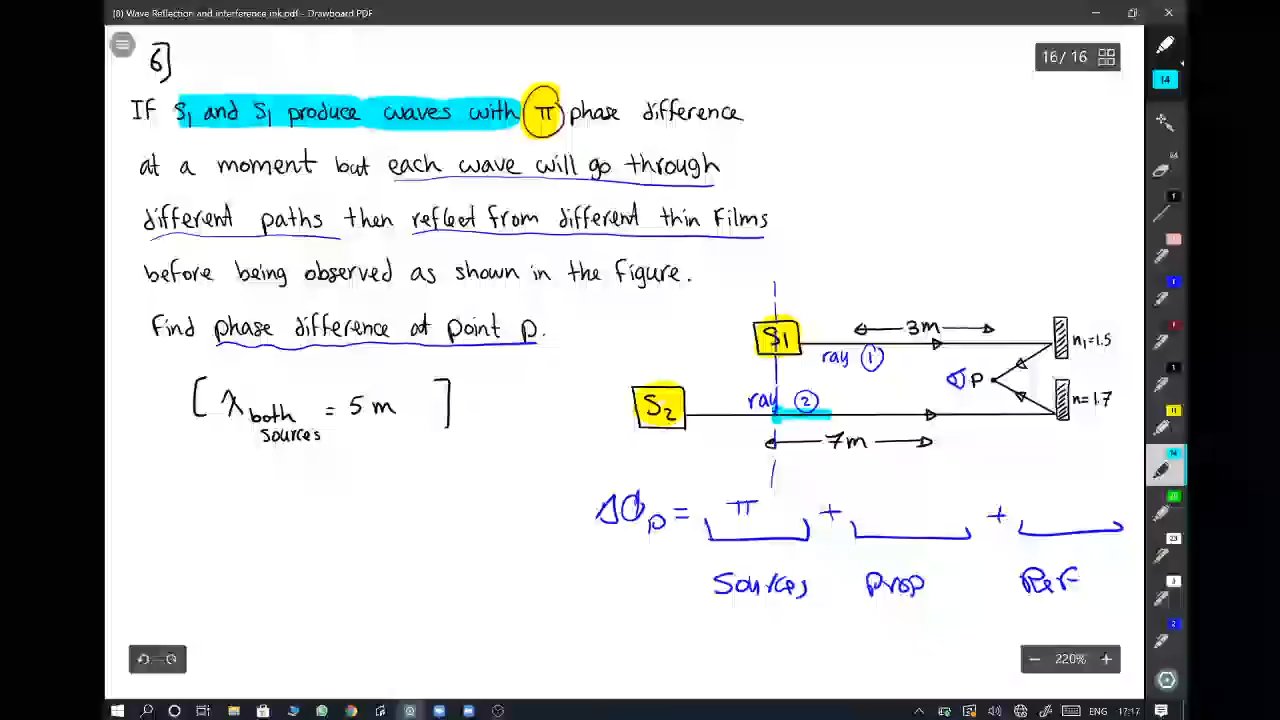 (8) Wave Reflection and interference ink.pdf - Drawboard PDF
16/16
14
6]
If S1 and S1 produce waves with π phase difference
at a moment but each wave will go through
different paths then reflect from different thin films
before being observed as shown in the figure.
Find phase difference at point p.
[ λ both sources = 5 m ]
S1
3m
n1=1.5
ray ①
P
S2
ray ②
n=1.7
7m
Δφp = π + +
Sources Prop Ref
220%
ENG 17:17